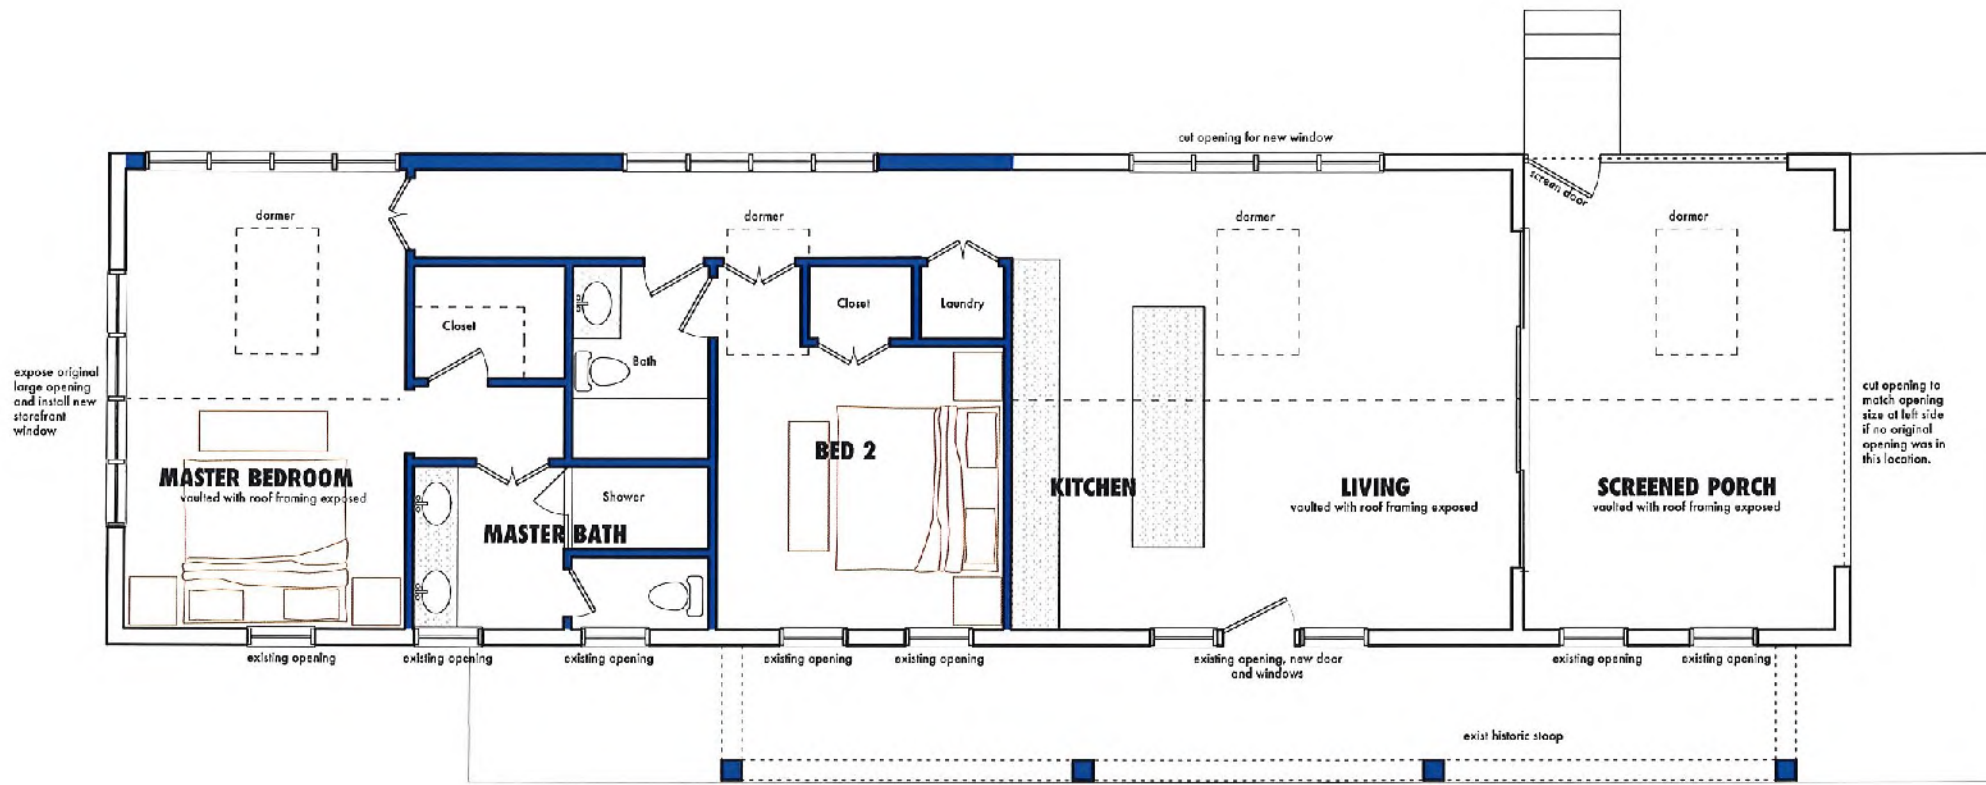 cut opening for new window
screen door
dormer
dormer
dormer
dormer
Closet
Laundry
Closet
Bath
expose original
large opening
and install new
storefront
window
cut opening to
match opening
size at left side
if no original
opening was in
this location.
BED 2
MASTER BEDROOM
vaulted with roof framing exposed
Shower
MASTER BATH
KITCHEN
LIVING
vaulted with roof framing exposed
SCREENED PORCH
vaulted with roof framing exposed
existing opening
existing opening
existing opening
existing opening
existing opening
existing opening, new door
and windows
existing opening
existing opening
exist historic stoop